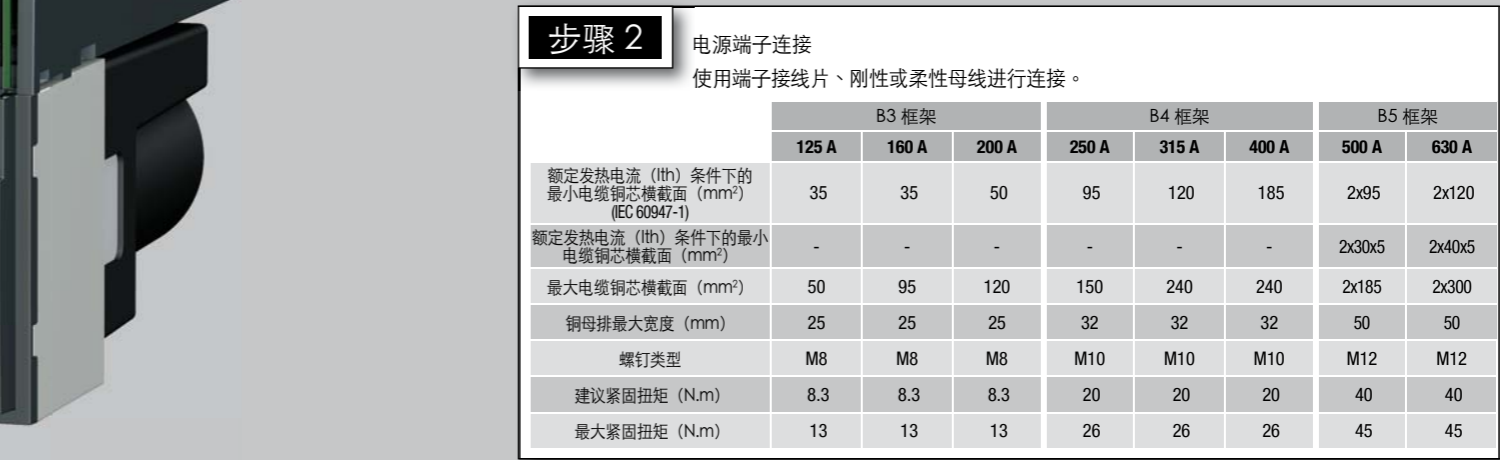 步骤 2
电源端子连接
使用端子接线片、刚性或柔性母线进行连接。
B3 框架 B4 框架 B5 框架
125 A 160 A 200 A 250 A 315 A 400 A 500 A 630 A
额定发热电流（Ith）条件下的
最小电缆铜芯横截面（mm²）
(IEC 60947-1)
35 35 50 95 120 185 2x95 2x120
额定发热电流（Ith）条件下的最小
电缆铜芯横截面（mm²）
- - - - - - 2x30x5 2x40x5
最大电缆铜芯横截面（mm²） 50 95 120 150 240 240 2x185 2x300
铜母排最大宽度（mm） 25 25 25 32 32 32 50 50
螺钉类型 M8 M8 M8 M10 M10 M10 M12 M12
建议紧固扭矩（N.m） 8.3 8.3 8.3 20 20 20 40 40
最大紧固扭矩（N.m） 13 13 13 26 26 26 45 45